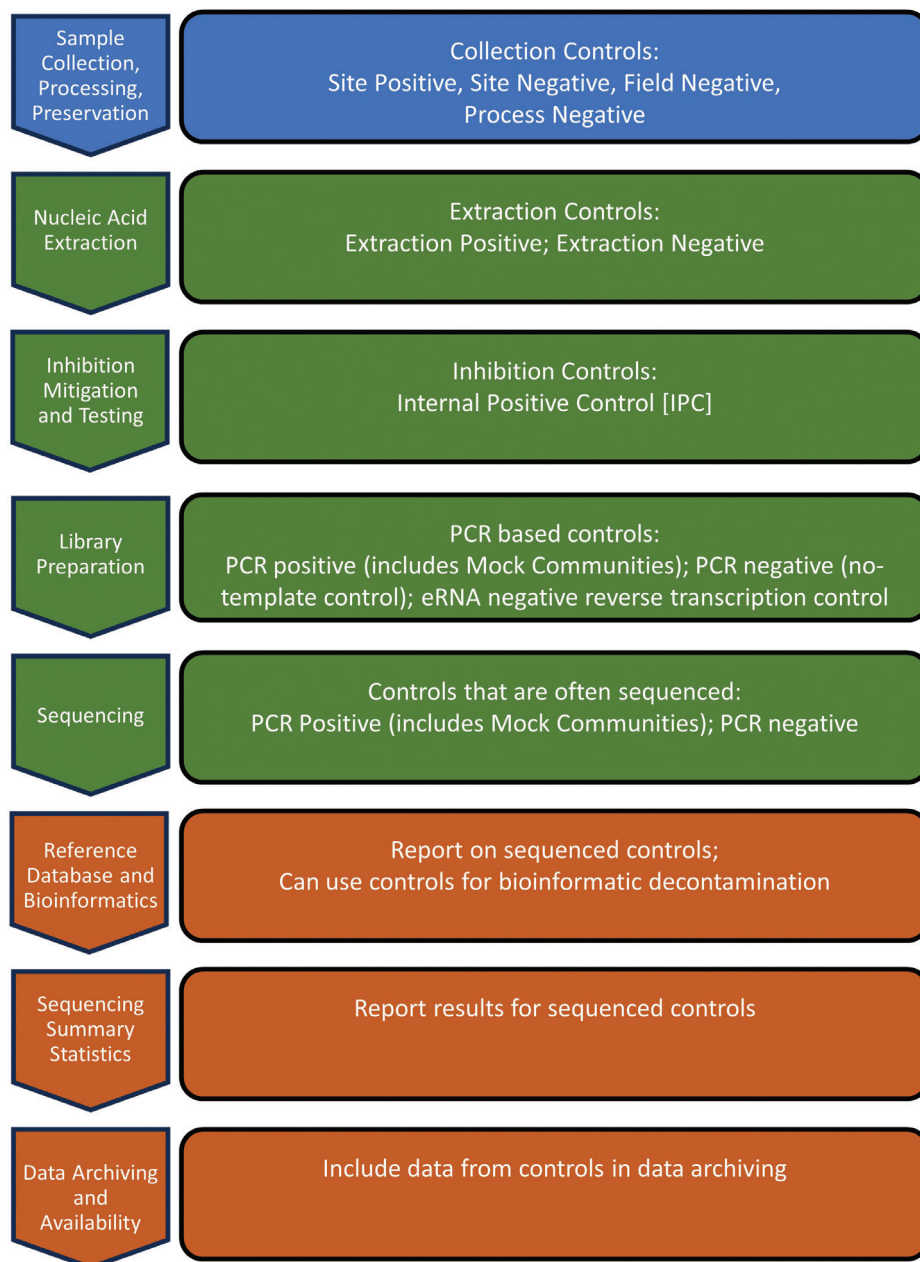 Sample
Collection,
Processing,
Preservation
Collection Controls:
Site Positive, Site Negative, Field Negative,
Process Negative
Nucleic Acid
Extraction
Extraction Controls:
Extraction Positive; Extraction Negative
Inhibition
Mitigation
and Testing
Inhibition Controls:
Internal Positive Control [IPC]
Library
Preparation
PCR based controls:
PCR positive (includes Mock Communities); PCR negative (no-
template control); eRNA negative reverse transcription control
Sequencing
Controls that are often sequenced:
PCR Positive (includes Mock Communities); PCR negative
Reference
Database and
Bioinformatics
Report on sequenced controls;
Can use controls for bioinformatic decontamination
Sequencing
Summary
Statistics
Report results for sequenced controls
Data Archiving
and
Availability
Include data from controls in data archiving